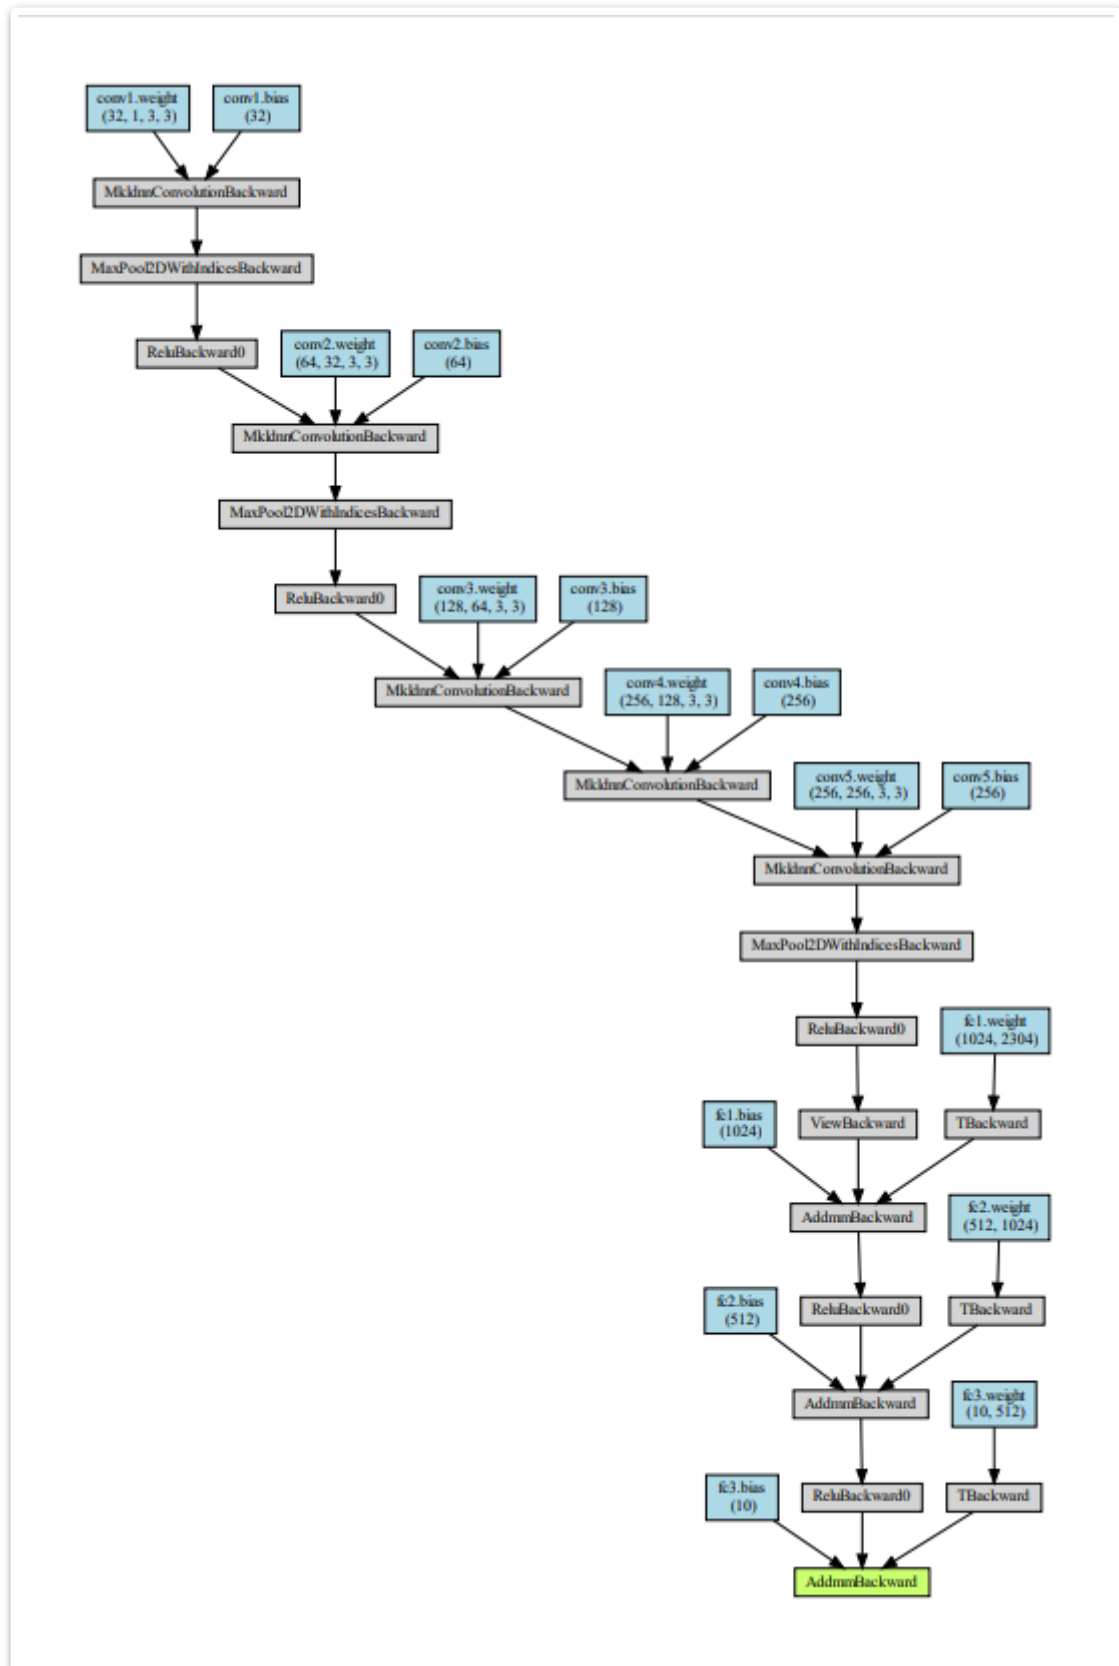 conv1.weight
(32, 1, 3, 3)
conv1.bias
(32)
MkldnnConvolutionBackward
MaxPool2DWithIndicesBackward
ReluBackward0
conv2.weight
(64, 32, 3, 3)
conv2.bias
(64)
MkldnnConvolutionBackward
MaxPool2DWithIndicesBackward
ReluBackward0
conv3.weight
(128, 64, 3, 3)
conv3.bias
(128)
MkldnnConvolutionBackward
conv4.weight
(256, 128, 3, 3)
conv4.bias
(256)
MkldnnConvolutionBackward
conv5.weight
(256, 256, 3, 3)
conv5.bias
(256)
MkldnnConvolutionBackward
MaxPool2DWithIndicesBackward
ReluBackward0
fc1.weight
(1024, 2304)
fc1.bias
(1024)
ViewBackward
TBackward
AddmmBackward
fc2.weight
(512, 1024)
fc2.bias
(512)
ReluBackward0
TBackward
AddmmBackward
fc3.weight
(10, 512)
fc3.bias
(10)
ReluBackward0
TBackward
AddmmBackward